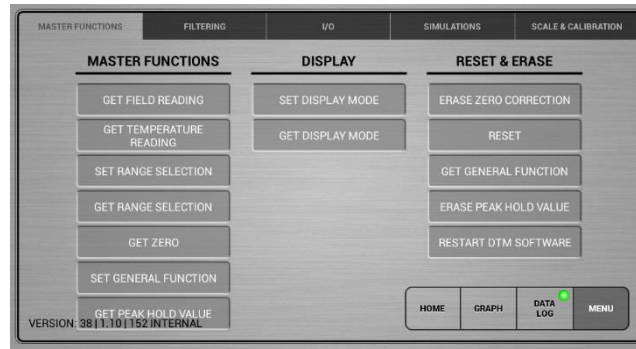 MASTER FUNCTIONS
FILTERING
I/O
SIMULATIONS
SCALE & CALIBRATION
MASTER FUNCTIONS
DISPLAY
RESET & ERASE
GET FIELD READING
SET DISPLAY MODE
ERASE ZERO CORRECTION
GET TEMPERATURE
READING
GET DISPLAY MODE
RESET
SET RANGE SELECTION
GET GENERAL FUNCTION
GET RANGE SELECTION
ERASE PEAK HOLD VALUE
GET ZERO
RESTART DTM SOFTWARE
SET GENERAL FUNCTION
GET PEAK HOLD VALUE
VERSION: 38 | 1.10 | 152 INTERNAL
HOME
GRAPH
DATA
LOG
MENU